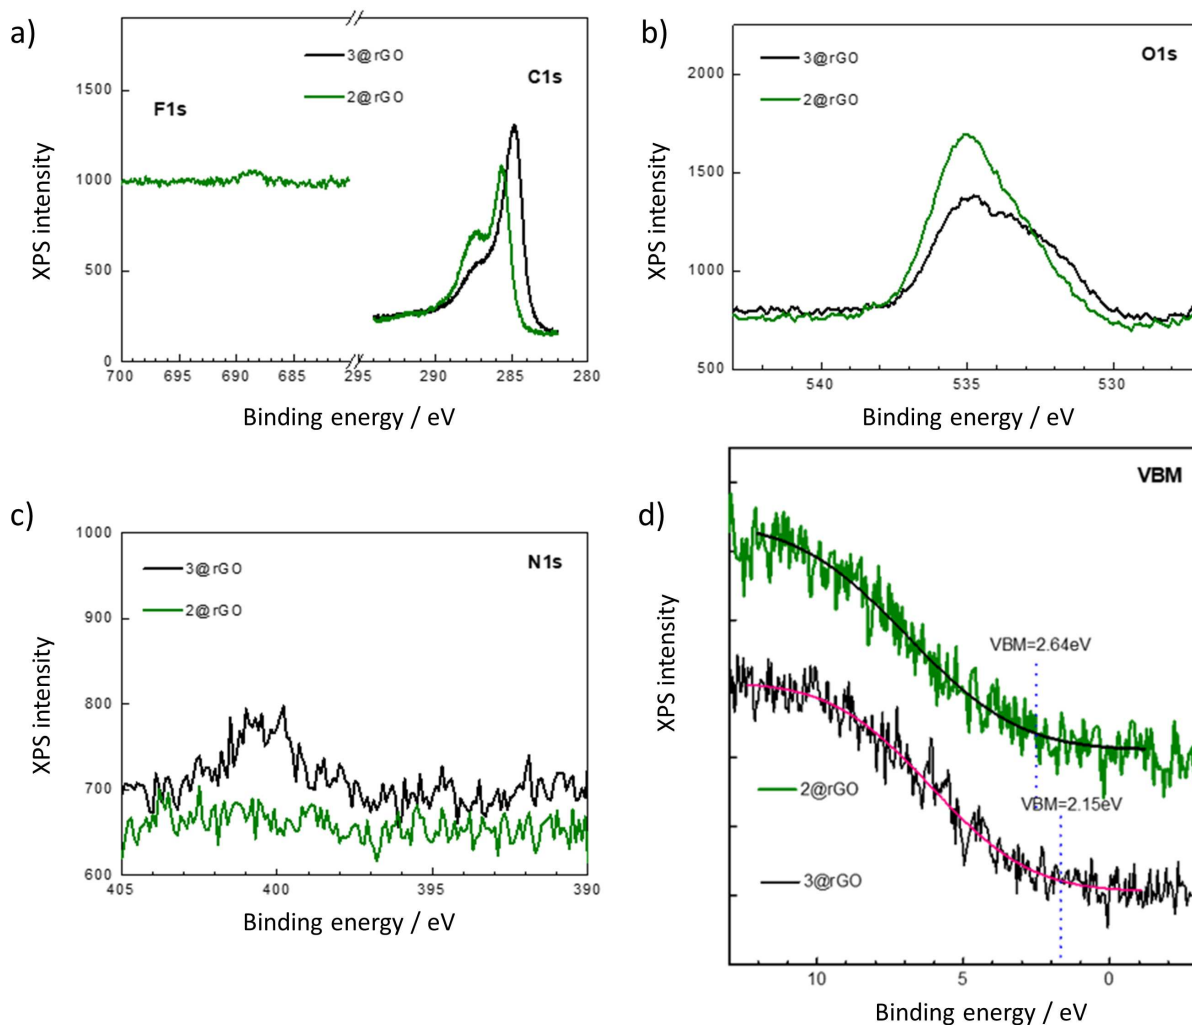 a)
3@rGO
C1s
2@rGO
F1s
1500
1000
500
0
XPS intensity
700 695 690 685 295 290 285 280
Binding energy / eV
b)
O1s
3@rGO
2@rGO
2000
1500
1000
500
XPS intensity
540 535 530
Binding energy / eV
c)
N1s
3@rGO
2@rGO
1000
900
800
700
600
XPS intensity
405 400 395 390
Binding energy / eV
d)
VBM
VBM=2.64eV
2@rGO
VBM=2.15eV
3@rGO
XPS intensity
10 5 0
Binding energy / eV